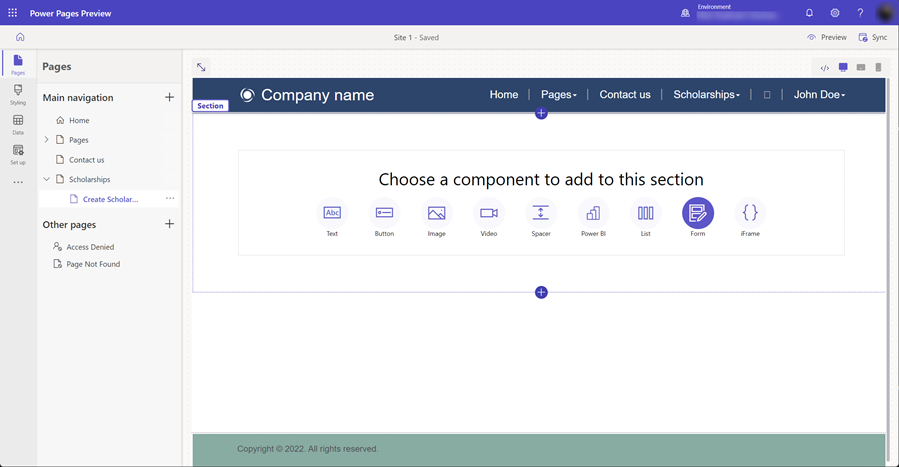 Power Pages Preview
Environment
Site 1 - Saved
Preview
Sync
Pages
Styling
Data
Set up
Pages
Main navigation
Home
Pages
Contact us
Scholarships
Create Scholar...
Other pages
Access Denied
Page Not Found
</>
Company name
Home
Pages
Contact us
Scholarships
John Doe
Section
Choose a component to add to this section
Abc
Text
Button
Image
Video
Spacer
Power BI
List
Form
iFrame
Copyright © 2022. All rights reserved.